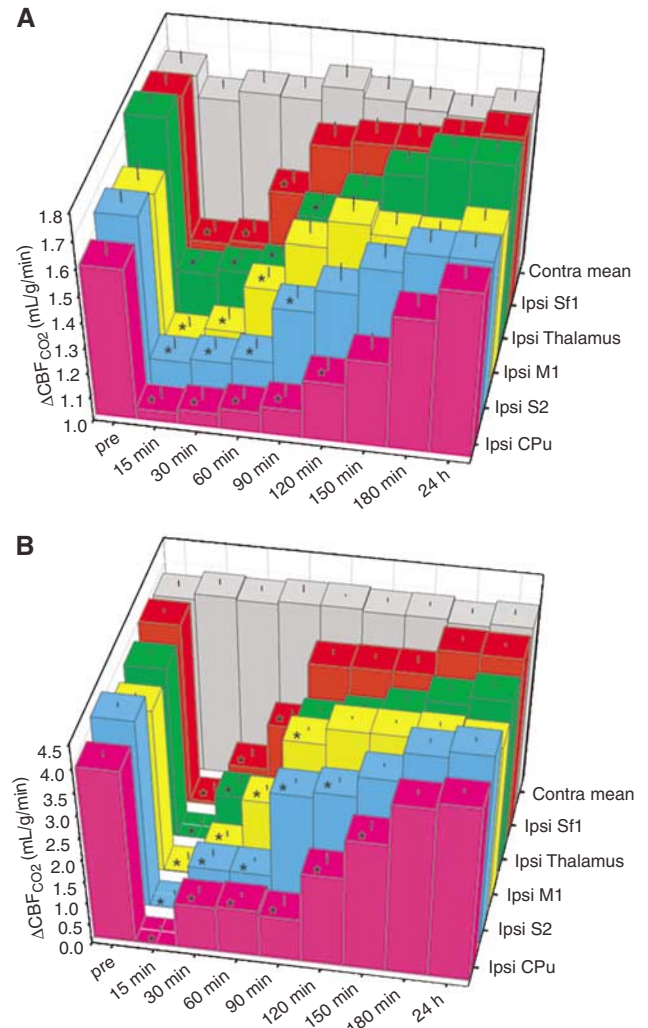 A
1.8
1.7
1.6
1.5
1.4
1.3
1.2
1.1
1.0
ΔCBFCO2 (mL/g/min)
pre
15 min
30 min
60 min
90 min
120 min
150 min
180 min
24 h
Contra mean
Ipsi Sf1
Ipsi Thalamus
Ipsi M1
Ipsi S2
Ipsi CPu
B
4.5
4.0
3.5
3.0
2.5
2.0
1.5
1.0
0.5
0.0
ΔCBFCO2 (mL/g/min)
pre
15 min
30 min
60 min
90 min
120 min
150 min
180 min
24 h
Contra mean
Ipsi Sf1
Ipsi Thalamus
Ipsi M1
Ipsi S2
Ipsi CPu